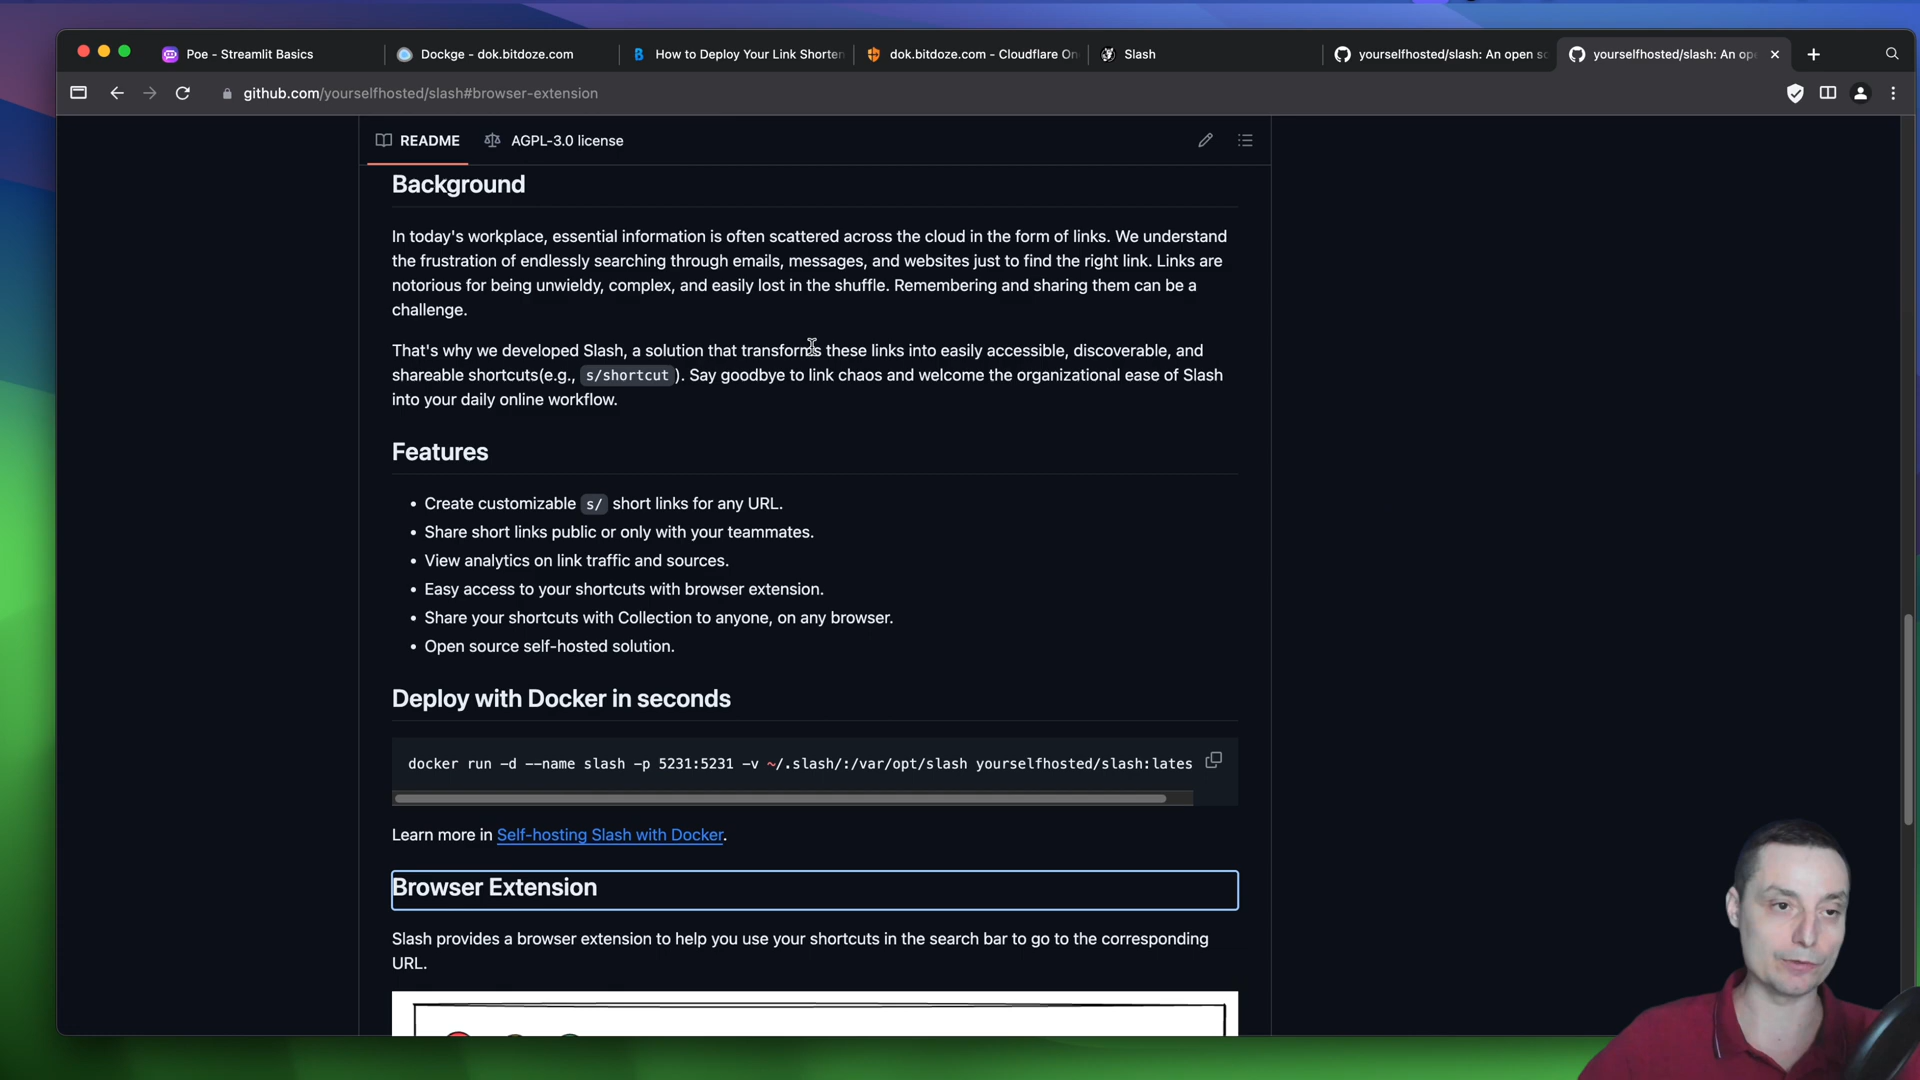 Poe - Streamlit Basics
Dockge - dok.bitdoze.com
How to Deploy Your Link Shorten
dok.bitdoze.com - Cloudflare On
Slash
yourselfhosted/slash: An open so
yourselfhosted/slash: An ope
github.com/yourselfhosted/slash#browser-extension
README
AGPL-3.0 license
Background
In today's workplace, essential information is often scattered across the cloud in the form of links. We understand
the frustration of endlessly searching through emails, messages, and websites just to find the right link. Links are
notorious for being unwieldy, complex, and easily lost in the shuffle. Remembering and sharing them can be a
challenge.
That's why we developed Slash, a solution that transforms these links into easily accessible, discoverable, and
shareable shortcuts(e.g., s/shortcut ). Say goodbye to link chaos and welcome the organizational ease of Slash
into your daily online workflow.
Features
• Create customizable s/ short links for any URL.
• Share short links public or only with your teammates.
• View analytics on link traffic and sources.
• Easy access to your shortcuts with browser extension.
• Share your shortcuts with Collection to anyone, on any browser.
• Open source self-hosted solution.
Deploy with Docker in seconds
docker run -d --name slash -p 5231:5231 -v ~/.slash/:/var/opt/slash yourselfhosted/slash:lates
Learn more in Self-hosting Slash with Docker.
Browser Extension
Slash provides a browser extension to help you use your shortcuts in the search bar to go to the corresponding
URL.